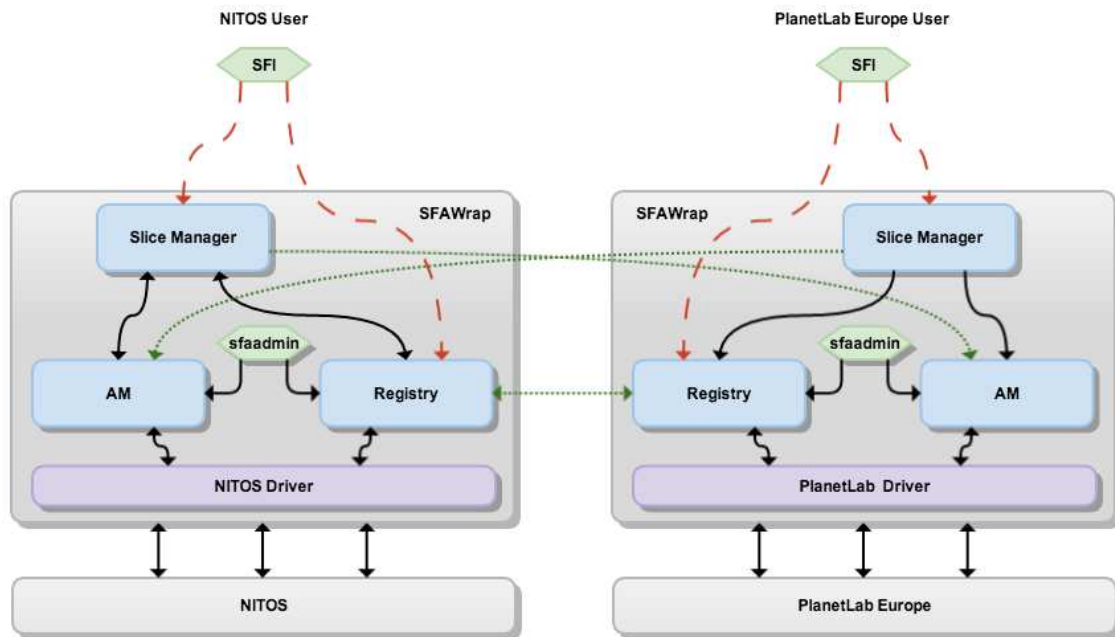 NITOS User
PlanetLab Europe User
SFI
SFI
SFAWrap
SFAWrap
Slice Manager
Slice Manager
sfaadmin
sfaadmin
AM
Registry
Registry
AM
NITOS Driver
PlanetLab Driver
NITOS
PlanetLab Europe